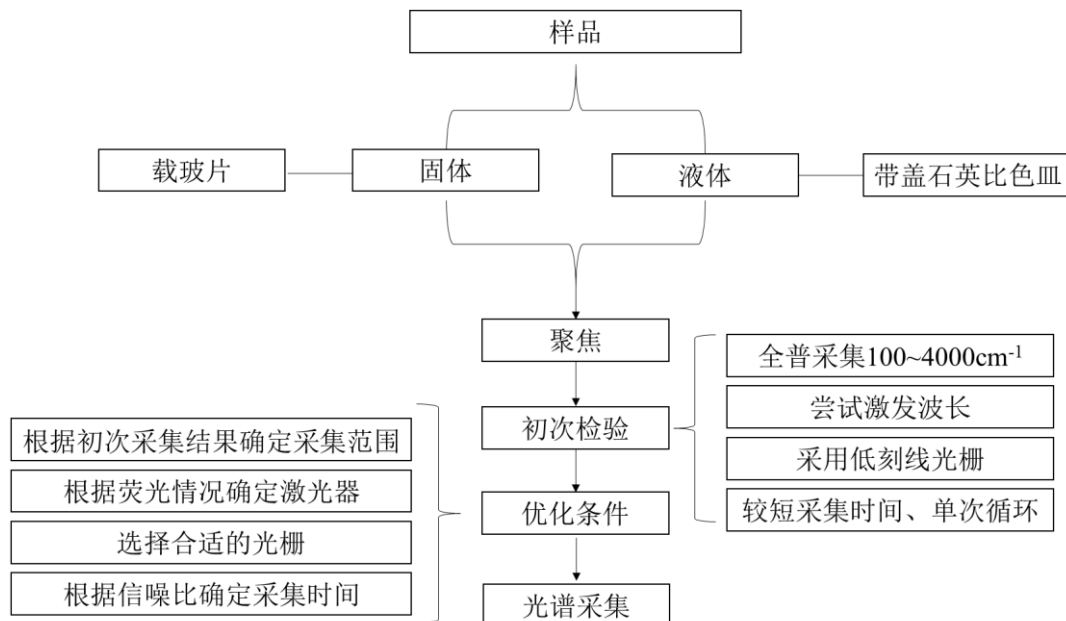 样品
载玻片
固体
液体
带盖石英比色皿
聚焦
初次检验
全普采集100~4000cm⁻¹
尝试激发波长
采用低刻线光栅
较短采集时间、单次循环
根据初次采集结果确定采集范围
根据荧光情况确定激光器
选择合适的光栅
根据信噪比确定采集时间
优化条件
光谱采集